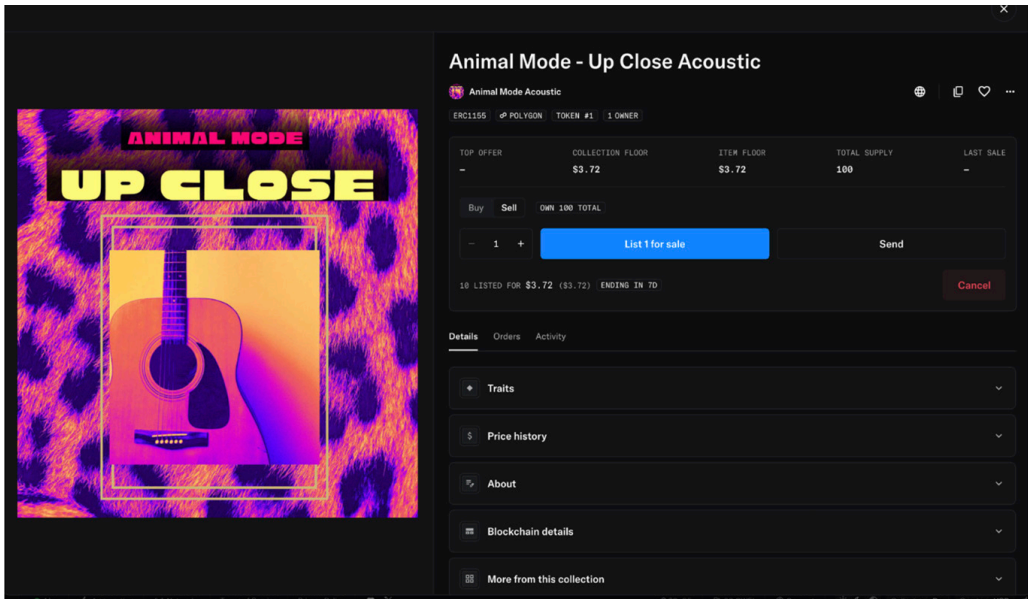 ANIMAL MODE
UP CLOSE
Animal Mode - Up Close Acoustic
Animal Mode Acoustic
ERC1155 POLYGON TOKEN #1 1 OWNER
TOP OFFER COLLECTION FLOOR ITEM FLOOR TOTAL SUPPLY LAST SALE
– $3.72 $3.72 100 –
Buy Sell OWN 100 TOTAL
− 1 + List 1 for sale Send
10 LISTED FOR $3.72 ($3.72) ENDING IN 7D Cancel
Details Orders Activity
Traits
$ Price history
About
Blockchain details
More from this collection